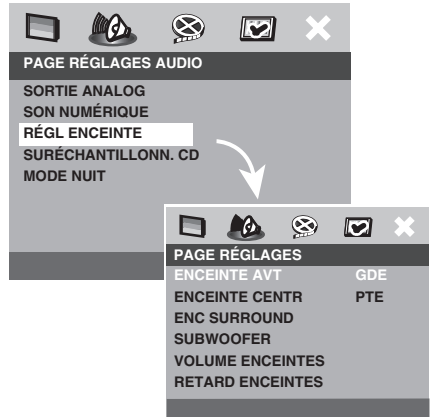 PAGE RÉGLAGES AUDIO
SORTIE ANALOG
SON NUMÉRIQUE
RÉGL ENCEINTE
SURÉCHANTILLONN. CD
MODE NUIT
PAGE RÉGLAGES
ENCEINTE AVT GDE
ENCEINTE CENTR PTE
ENC SURROUND
SUBWOOFER
VOLUME ENCEINTES
RETARD ENCEINTES